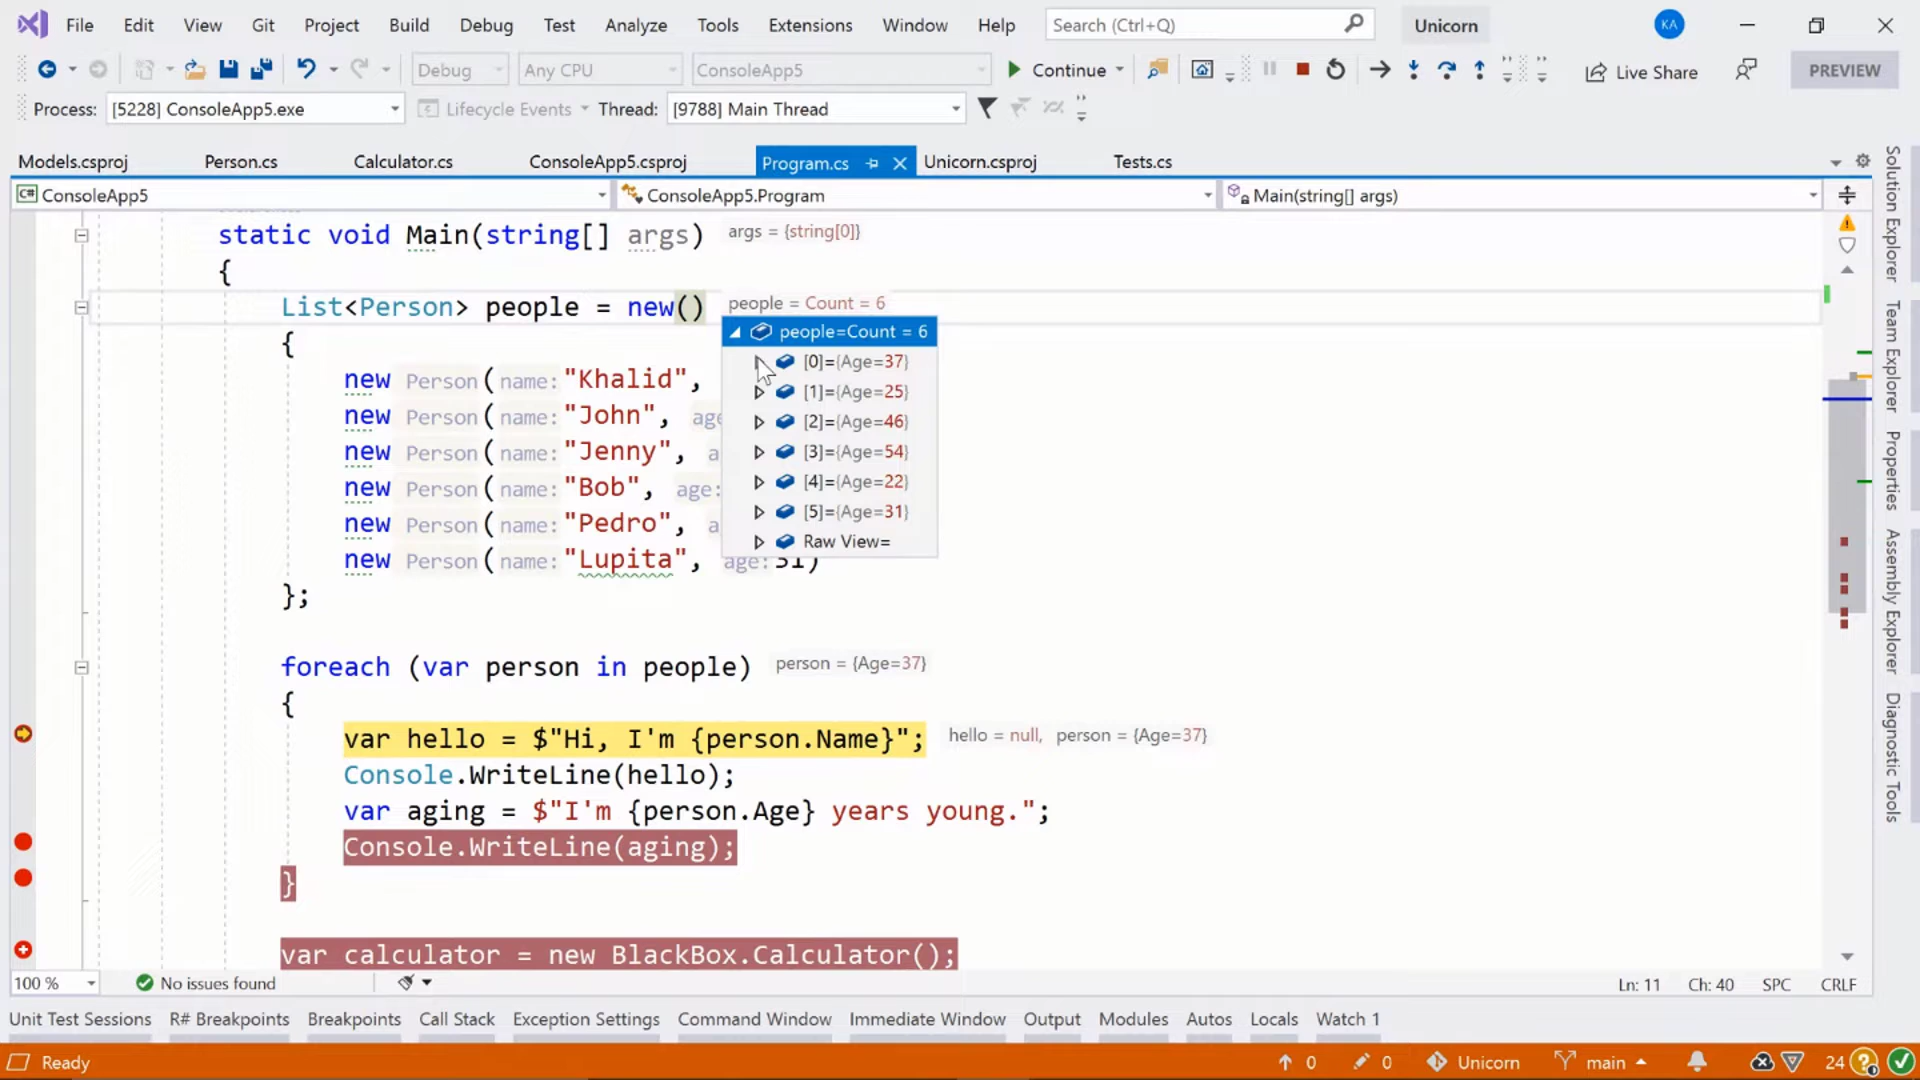 File Edit View Git Project Build Debug Test Analyze Tools Extensions Window Help Search (Ctrl+Q) Unicorn KA
Debug Any CPU ConsoleApp5 Continue Live Share PREVIEW
Process: [5228] ConsoleApp5.exe Lifecycle Events Thread: [9788] Main Thread
Models.csproj Person.cs Calculator.cs ConsoleApp5.csproj Program.cs Unicorn.csproj Tests.cs
C# ConsoleApp5 ConsoleApp5.Program Main(string[] args)
static void Main(string[] args) args = {string[0]}
{
List<Person> people = new() people = Count = 6
{
people=Count = 6
new Person(name:"Khalid", [0]={Age=37}
[1]={Age=25}
new Person(name:"John", age [2]={Age=46}
new Person(name:"Jenny", a [3]={Age=54}
new Person(name:"Bob", age: [4]={Age=22}
new Person(name:"Pedro", a [5]={Age=31}
Raw View=
new Person(name:"Lupita", age:31)
};
foreach (var person in people) person = {Age=37}
{
var hello = $"Hi, I'm {person.Name}"; hello = null, person = {Age=37}
Console.WriteLine(hello);
var aging = $"I'm {person.Age} years young.";
Console.WriteLine(aging);
}
var calculator = new BlackBox.Calculator();
100 % No issues found Ln: 11 Ch: 40 SPC CRLF
Unit Test Sessions R# Breakpoints Breakpoints Call Stack Exception Settings Command Window Immediate Window Output Modules Autos Locals Watch 1
Ready 0 0 Unicorn main 24
Solution Explorer
Team Explorer
Properties
Assembly Explorer
Diagnostic Tools